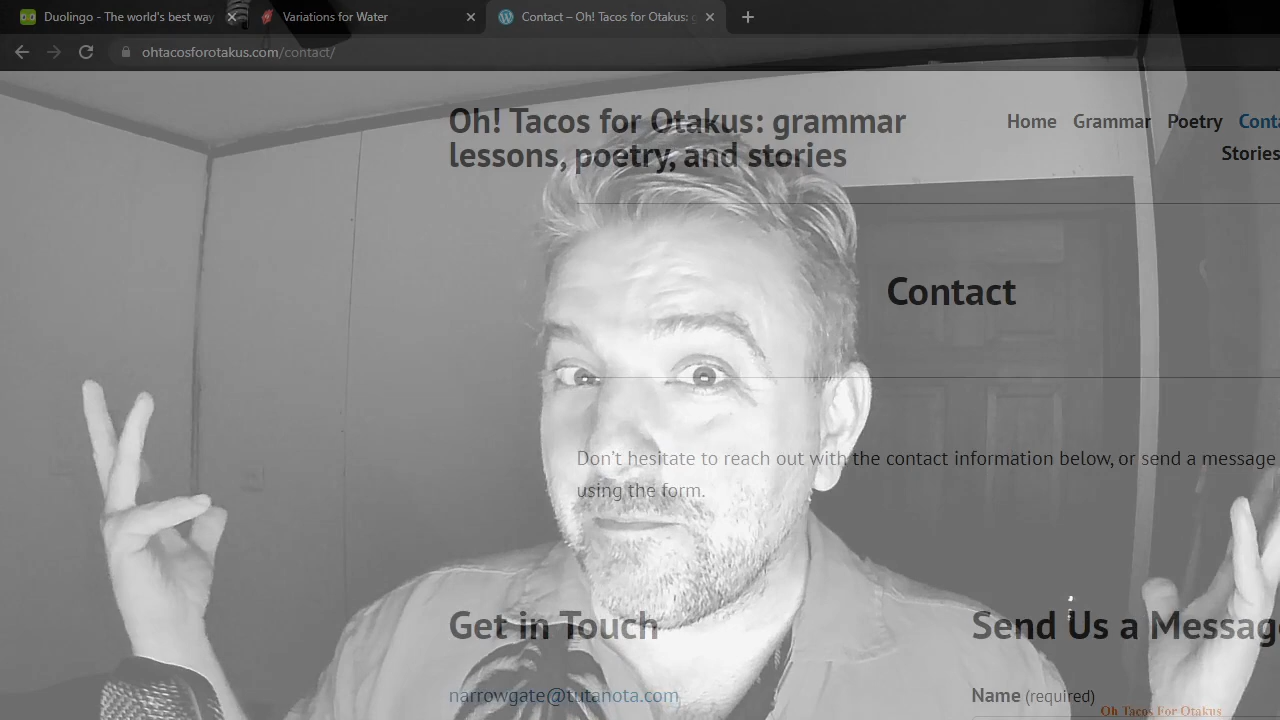 Duolingo - The world's best way
Variations for Water
Contact – Oh! Tacos for Otakus: g
ohtacosforotakus.com/contact/
Oh! Tacos for Otakus: grammar
lessons, poetry, and stories
Home Grammar Poetry Conta
Stories
Contact
Don't hesitate to reach out with the contact information below, or send a message
using the form.
Get in Touch
Send Us a Message
narrowgate@tutanota.com
Name (required)
Oh Tacos For Otakus